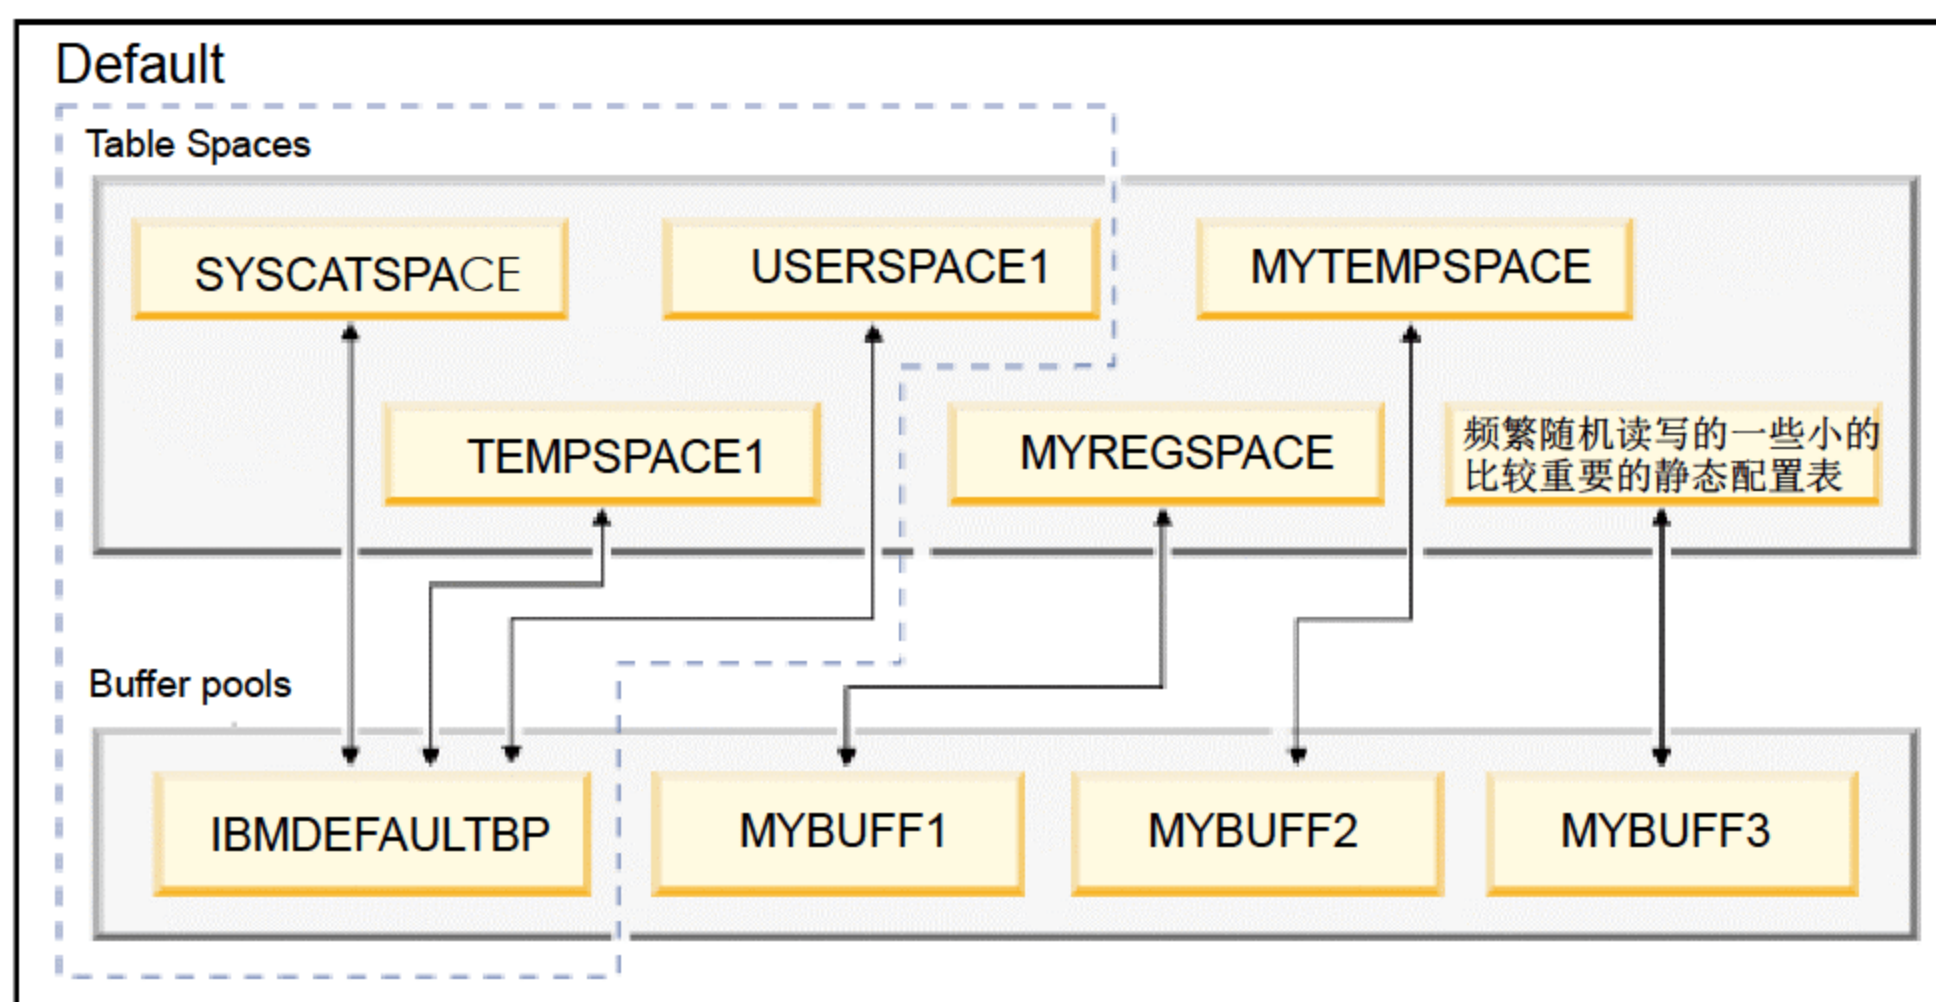 Default
Table Spaces
SYSCATSPACE
USERSPACE1
MYTEMPSPACE
TEMPSPACE1
MYREGSPACE
频繁随机读写的一些小的
比较重要的静态配置表
Buffer pools
IBMDEFAULTBP
MYBUFF1
MYBUFF2
MYBUFF3